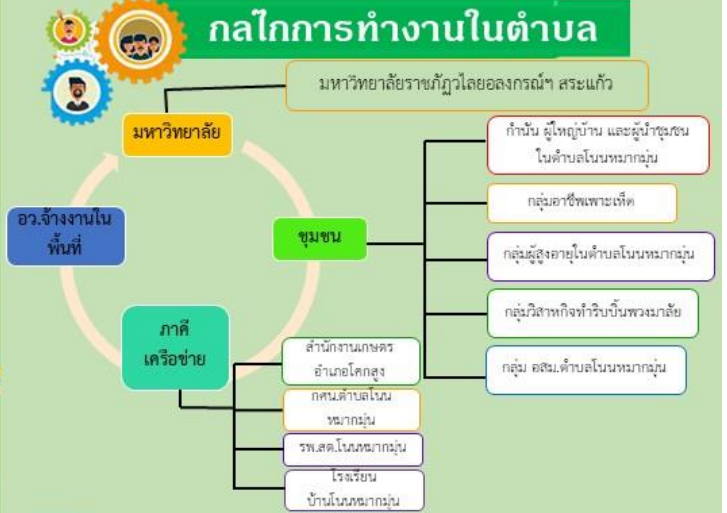 กลไกการทำงานในตำบล
มหาวิทยาลัยราชภัฏวไลยอลงกรณ์ฯ สระแก้ว
มหาวิทยาลัย
กำนัน ผู้ใหญ่บ้าน และผู้นำชุมชน
ในตำบลโนนหมากมุ่น
กลุ่มอาชีพเพาะเห็ด
อว.จ้างงานใน
พื้นที่
ชุมชน
กลุ่มผู้สูงอายุในตำบลโนนหมากมุ่น
กลุ่มวิสาหกิจทำริบบิ้นพวงมาลัย
กลุ่ม อสม.ตำบลโนนหมากมุ่น
ภาคี
เครือข่าย
สำนักงานเกษตร
อำเภอโคกสูง
กศน.ตำบลโนน
หมากมุ่น
รพ.สต.โนนหมากมุ่น
โรงเรียน
บ้านโนนหมากมุ่น